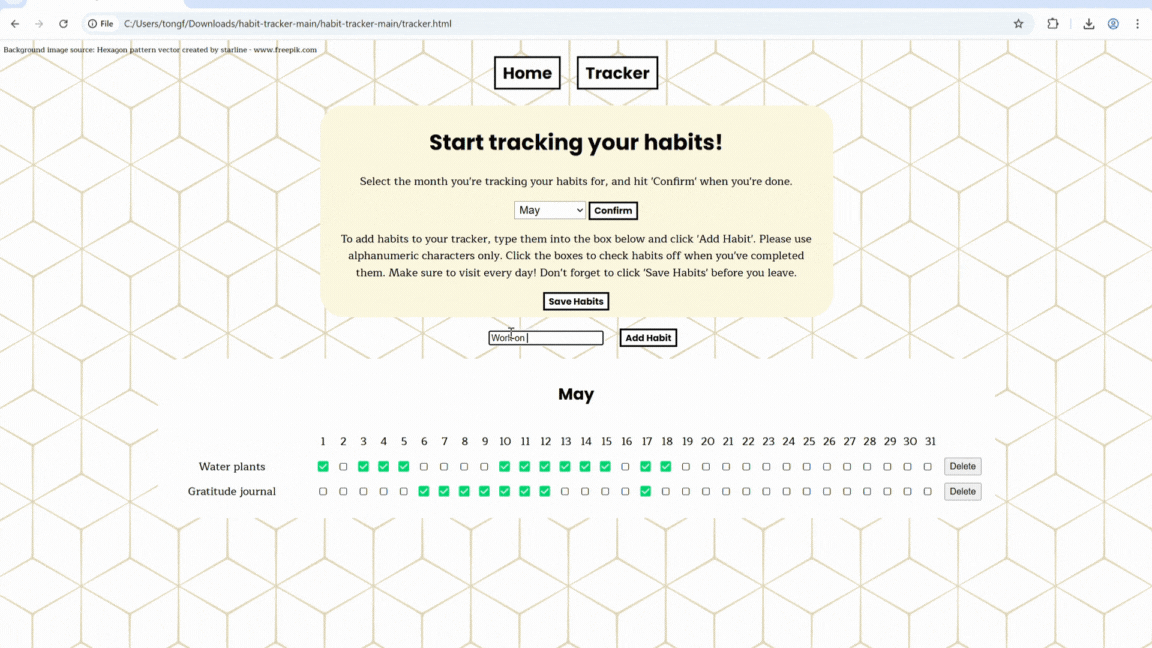 File C:/Users/tongf/Downloads/habit-tracker-main/habit-tracker-main/tracker.html
Background image source: Hexagon pattern vector created by starline - www.freepik.com
Home Tracker
Start tracking your habits!
Select the month you're tracking your habits for, and hit 'Confirm' when you're done.
May Confirm
To add habits to your tracker, type them into the box below and click 'Add Habit'. Please use
alphanumeric characters only. Click the boxes to check habits off when you've completed
them. Make sure to visit every day! Don't forget to click 'Save Habits' before you leave.
Save Habits
Work on Add Habit
May
1 2 3 4 5 6 7 8 9 10 11 12 13 14 15 16 17 18 19 20 21 22 23 24 25 26 27 28 29 30 31
Water plants Delete
Gratitude journal Delete